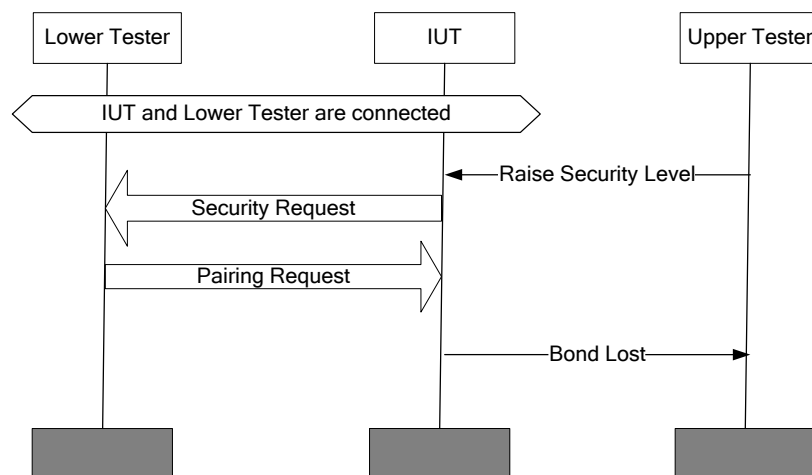 Lower Tester
IUT
Upper Tester
IUT and Lower Tester are connected
Raise Security Level
Security Request
Pairing Request
Bond Lost